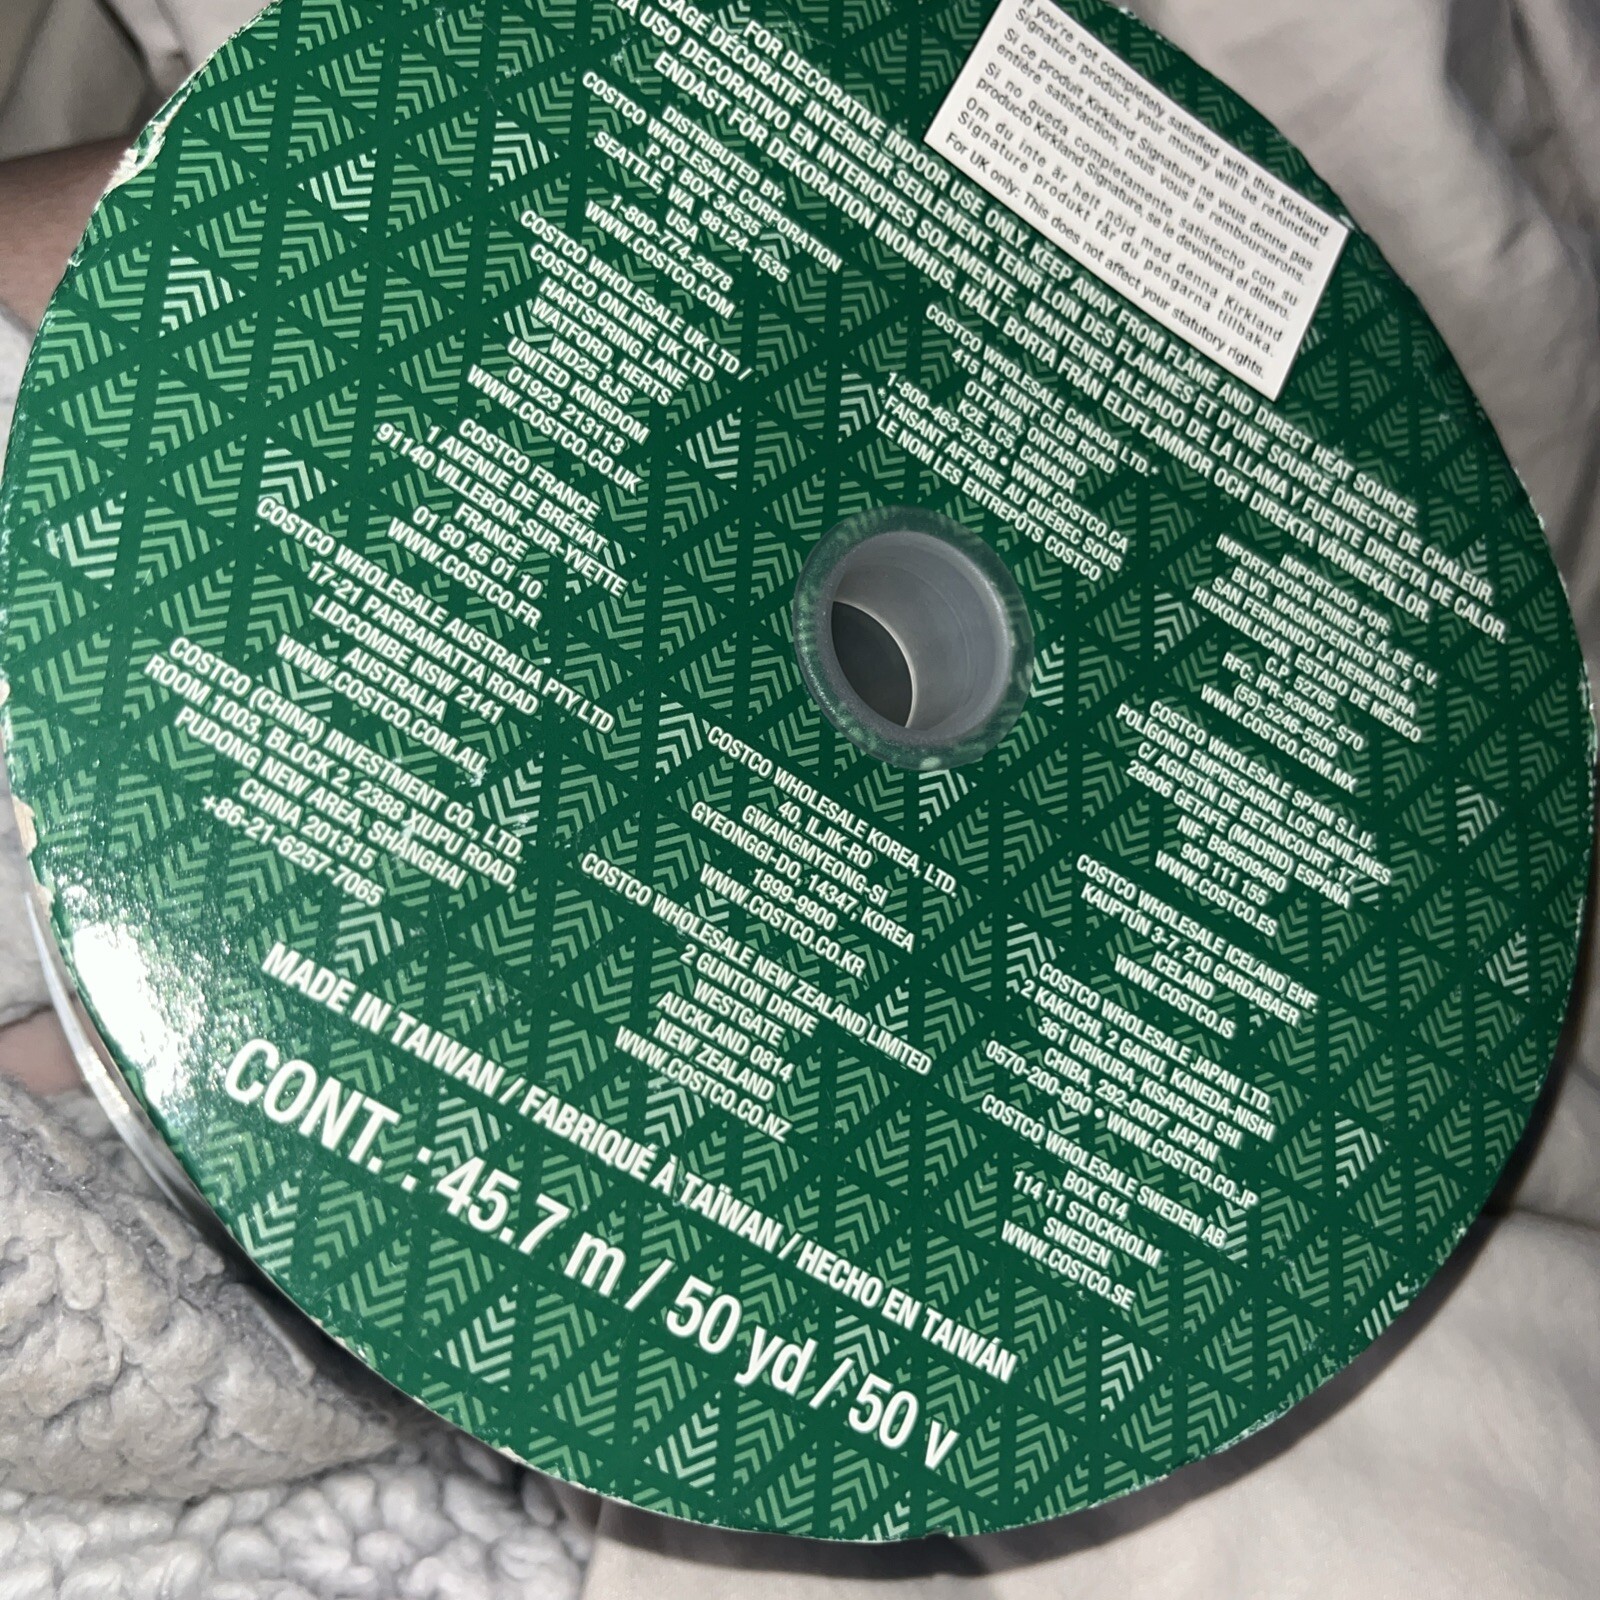 If you're not completely satisfied with this Kirkland
Signature product, your money will be refunded.
Si ce produit Kirkland Signature ne vous donne pas
entière satisfaction, nous vous le rembourserons.
Si no queda completamente satisfecho con su
producto Kirkland Signature, se le devolverá el dinero.
Om du inte är helt nöjd med denna Kirkland
Signature produkt får du pengarna tillbaka.
For UK only: This does not affect your statutory rights.
FOR DECORATIVE INDOOR USE ONLY. KEEP AWAY FROM FLAME AND DIRECT HEAT SOURCE.
USAGE DÉCORATIF INTÉRIEUR SEULEMENT. TENIR LOIN DES FLAMMES ET D'UNE SOURCE DIRECTE DE CHALEUR.
USO DECORATIVO EN INTERIORES SOLAMENTE. MANTENER ALEJADO DE LA LLAMA Y FUENTE DIRECTA DE CALOR.
ENDAST FÖR DEKORATION INOMHUS. HÅLL BORTA FRÅN ELDFLAMMOR OCH DIREKTA VÄRMEKÄLLOR.
DISTRIBUTED BY:
COSTCO WHOLESALE CORPORATION
P.O. BOX 34535
SEATTLE, WA 98124-1535
USA
1-800-774-2678
WWW.COSTCO.COM
COSTCO WHOLESALE UK LTD /
COSTCO ONLINE UK LTD
HARTSPRING LANE
WATFORD, HERTS
WD25 8JS
UNITED KINGDOM
01923 213113
WWW.COSTCO.CO.UK
COSTCO FRANCE
1 AVENUE DE BRÉHAT
91140 VILLEBON-SUR-YVETTE
FRANCE
01 80 45 01 10
WWW.COSTCO.FR
COSTCO WHOLESALE AUSTRALIA PTY LTD
17-21 PARRAMATTA ROAD
LIDCOMBE NSW 2141
AUSTRALIA
WWW.COSTCO.COM.AU
COSTCO (CHINA) INVESTMENT CO., LTD.
ROOM 1003, BLOCK 2, 2388 XIUPU ROAD,
PUDONG NEW AREA, SHANGHAI
CHINA 201315
+86-21-6257-7065
COSTCO WHOLESALE CANADA LTD.*
415 W. HUNT CLUB ROAD
OTTAWA, ONTARIO
K2E 1C5, CANADA
1-800-463-3783 • WWW.COSTCO.CA
FAISANT AFFAIRE AU QUÉBEC SOUS
LE NOM LES ENTREPÔTS COSTCO
IMPORTADO POR:
IMPORTADORA PRIMEX S.A. DE C.V.
BLVD. MAGNOCENTRO NO. 4
SAN FERNANDO LA HERRADURA
HUIXQUILUCAN, ESTADO DE MÉXICO
C.P. 52765
RFC: IPR-930907-S70
(55)-5246-5500
WWW.COSTCO.COM.MX
COSTCO WHOLESALE SPAIN S.L.U.
POLÍGONO EMPRESARIAL LOS GAVILANES
C/ AGUSTÍN DE BETANCOURT, 17
28906 GETAFE (MADRID) ESPAÑA
NIF. B86509460
900 111 155
WWW.COSTCO.ES
COSTCO WHOLESALE ICELAND EHF
KAUPTÚN 3-7, 210 GARDABAER
ICELAND
WWW.COSTCO.IS
COSTCO WHOLESALE KOREA, LTD.
40, ILJIK-RO
GWANGMYEONG-SI
GYEONGGI-DO, 14347, KOREA
1899-9900
WWW.COSTCO.CO.KR
COSTCO WHOLESALE NEW ZEALAND LIMITED
2 GUNTON DRIVE
WESTGATE
AUCKLAND 0814
NEW ZEALAND
WWW.COSTCO.CO.NZ
COSTCO WHOLESALE JAPAN LTD.
2 KAKUCHI, 2 GAIKU, KANEDA-NISHI
361 URIKURA, KISARAZU SHI
CHIBA, 292-0007 JAPAN
0570-200-800 • WWW.COSTCO.CO.JP
COSTCO WHOLESALE SWEDEN AB
BOX 614
114 11 STOCKHOLM
SWEDEN
WWW.COSTCO.SE
MADE IN TAIWAN / FABRIQUÉ À TAÏWAN / HECHO EN TAIWÁN
CONT. : 45.7 m / 50 yd / 50 v